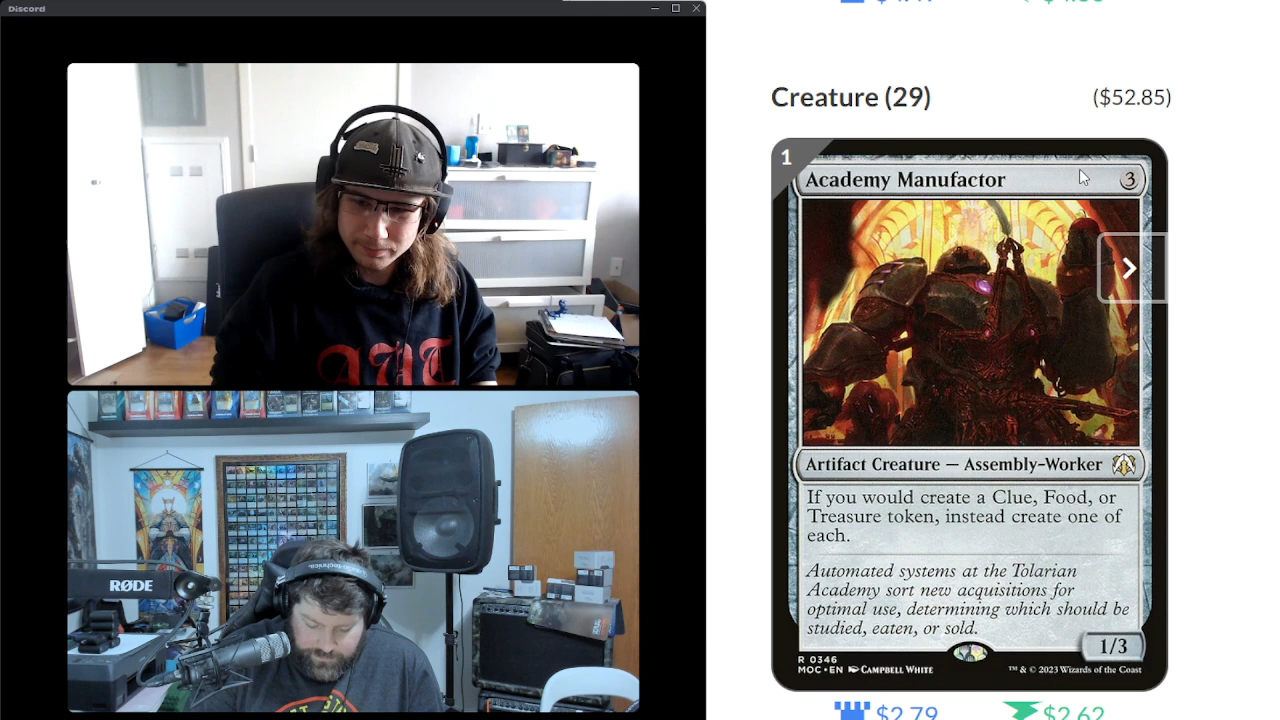 Discord
Creature (29)
($52.85)
1
Academy Manufactor
3
Artifact Creature — Assembly-Worker
If you would create a Clue, Food, or
Treasure token, instead create one of
each.
Automated systems at the Tolarian
Academy sort new acquisitions for
optimal use, determining which should be
studied, eaten, or sold.
1/3
R 0346
MOC • EN CAMPBELL WHITE
™ & © 2023 Wizards of the Coast
$2.79
$2.62
RØDE